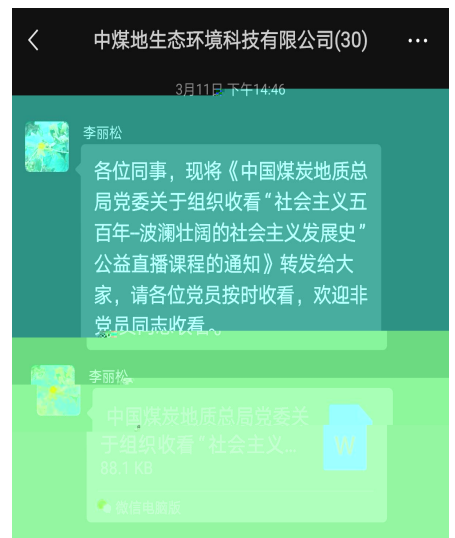 中煤地生态环境科技有限公司(30)
3月11日 下午14:46
李丽松
各位同事，现将《中国煤炭地质总
局党委关于组织收看“社会主义五
百年–波澜壮阔的社会主义发展史”
公益直播课程的通知》转发给大
家，请各位党员按时收看，欢迎非
党员同志收看。
李丽松
中国煤炭地质总局党委关
于组织收看“社会主义...
W
88.1 KB
微信电脑版